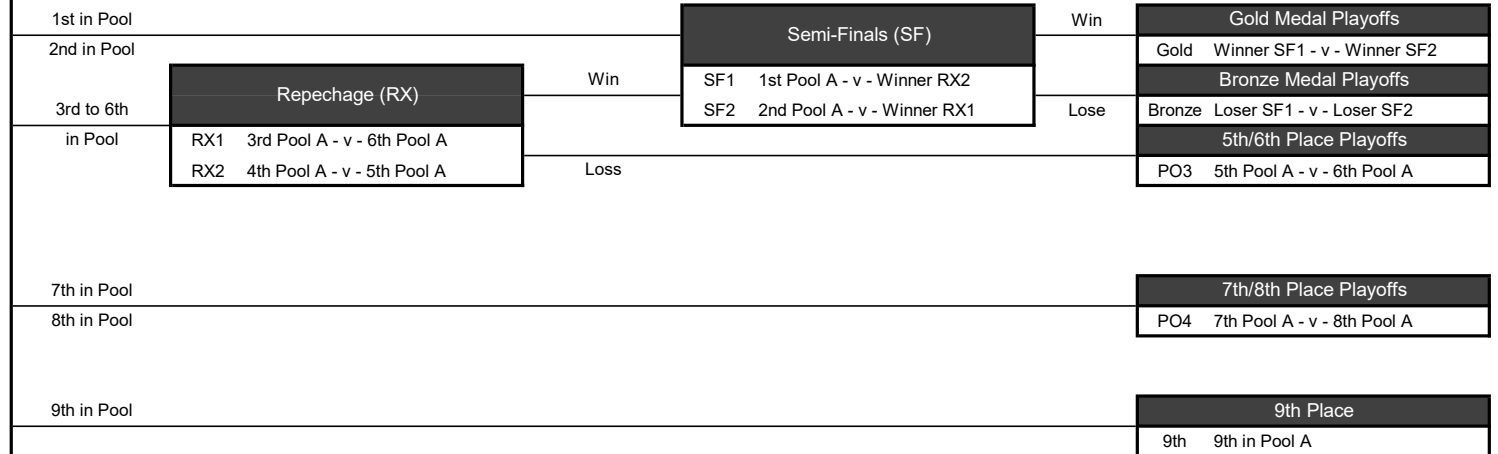 1st in Pool
2nd in Pool
3rd to 6th
in Pool
Repechage (RX)
RX1 3rd Pool A - v - 6th Pool A
RX2 4th Pool A - v - 5th Pool A
Win
Loss
Semi-Finals (SF)
SF1 1st Pool A - v - Winner RX2
SF2 2nd Pool A - v - Winner RX1
Win
Lose
Gold Medal Playoffs
Gold Winner SF1 - v - Winner SF2
Bronze Medal Playoffs
Bronze Loser SF1 - v - Loser SF2
5th/6th Place Playoffs
PO3 5th Pool A - v - 6th Pool A
7th in Pool
8th in Pool
7th/8th Place Playoffs
PO4 7th Pool A - v - 8th Pool A
9th in Pool
9th Place
9th 9th in Pool A